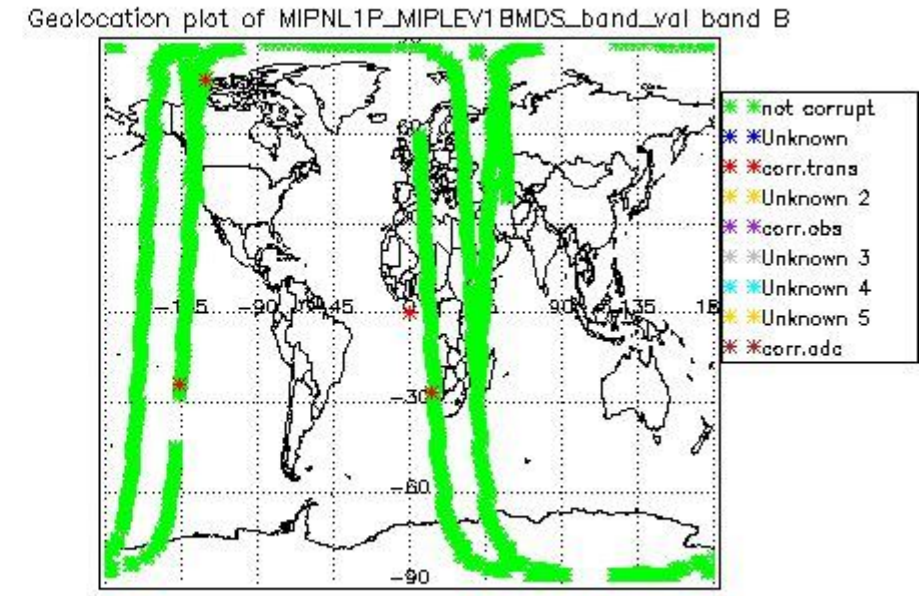 Geolocation plot of MIPNL1P_MIPLEV1BMDS_band_val band B
60
-135 -90 -45 90 135 18
-30
-60
-90
not corrupt
Unknown
corr.trans
Unknown 2
corr.obs
Unknown 3
Unknown 4
Unknown 5
corr.adc